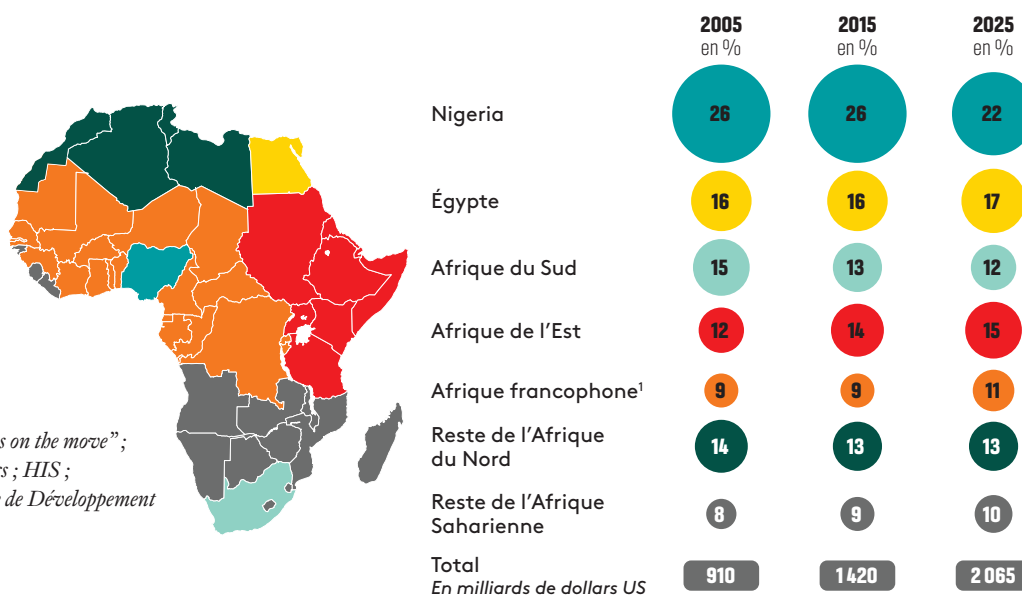 2005 2015 2025
en % en % en %
Nigeria 26 26 22
Égypte 16 16 17
Afrique du Sud 15 13 12
Afrique de l'Est 12 14 15
Afrique francophone¹ 9 9 11
Reste de l'Afrique
du Nord 14 13 13
Reste de l'Afrique
Saharienne 8 9 10
Total
En milliards de dollars US 910 1 420 2 065
on the move” ;
; HIS ;
de Développement